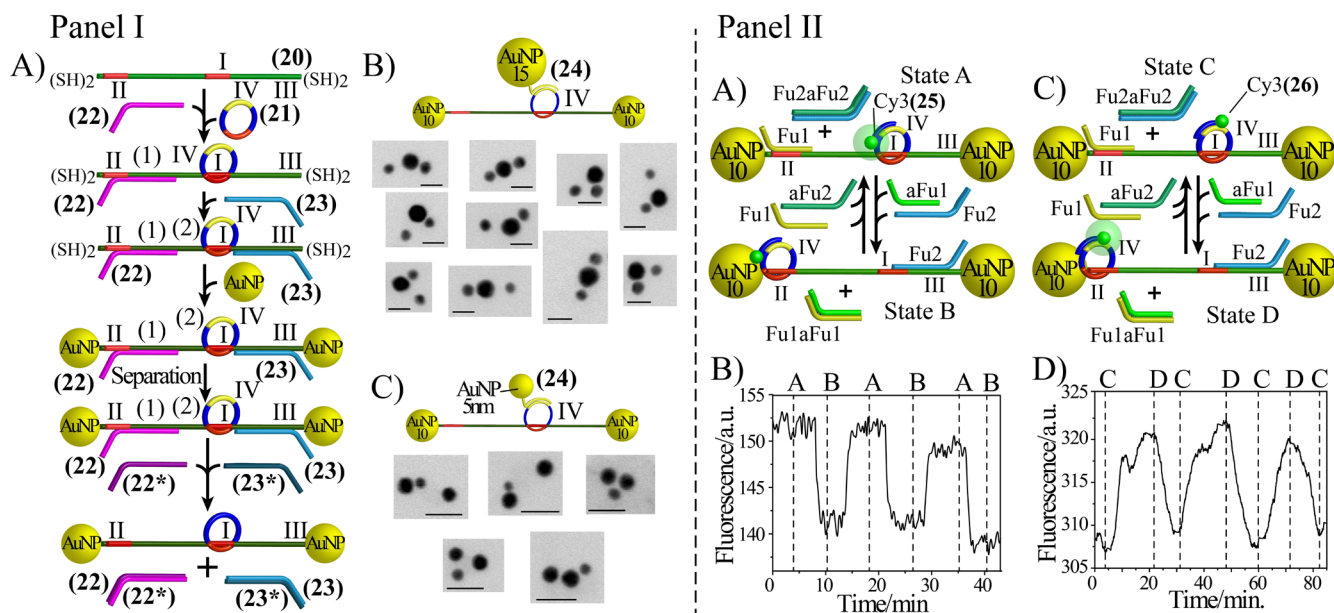 Panel I
A)
I
(20)
(SH)2
(SH)2
II
IV
III
(22)
(21)
II
(1)
IV
I
III
(SH)2
(SH)2
(22)
(23)
IV
II
(1)
(2)
I
III
(SH)2
(SH)2
(22)
AuNP
(23)
(2)
IV
II
(1)
I
III
AuNP
AuNP
(22)
Separation
(23)
IV
II
(1)
(2)
I
III
AuNP
AuNP
(22)
(23)
(22*)
(23*)
II
I
III
AuNP
AuNP
(22)
+
(23)
(22*)
(23*)
B)
AuNP
15
(24)
IV
AuNP
10
AuNP
10
C)
AuNP
5nm
(24)
IV
AuNP
10
AuNP
10
Panel II
A)
State A
Fu2aFu2
Cy3(25)
Fu1
+
IV
I
III
AuNP
10
II
AuNP
10
aFu2
aFu1
Fu1
Fu2
IV
AuNP
10
I
Fu2
AuNP
10
II
III
+
State B
Fu1aFu1
C)
State C
Fu2aFu2
Cy3(26)
Fu1
+
IV
I
III
AuNP
10
II
AuNP
10
aFu2
aFu1
Fu1
Fu2
IV
AuNP
10
I
Fu2
AuNP
10
II
III
+
State D
Fu1aFu1
B)
A B A B A B
155
150
145
140
Fluorescence/a.u.
0 10 20 30 40
Time/min.
D)
C D C D C D C
320
315
310
305
Fluorescence/a.u.
0 20 40 60 80
Time/min.